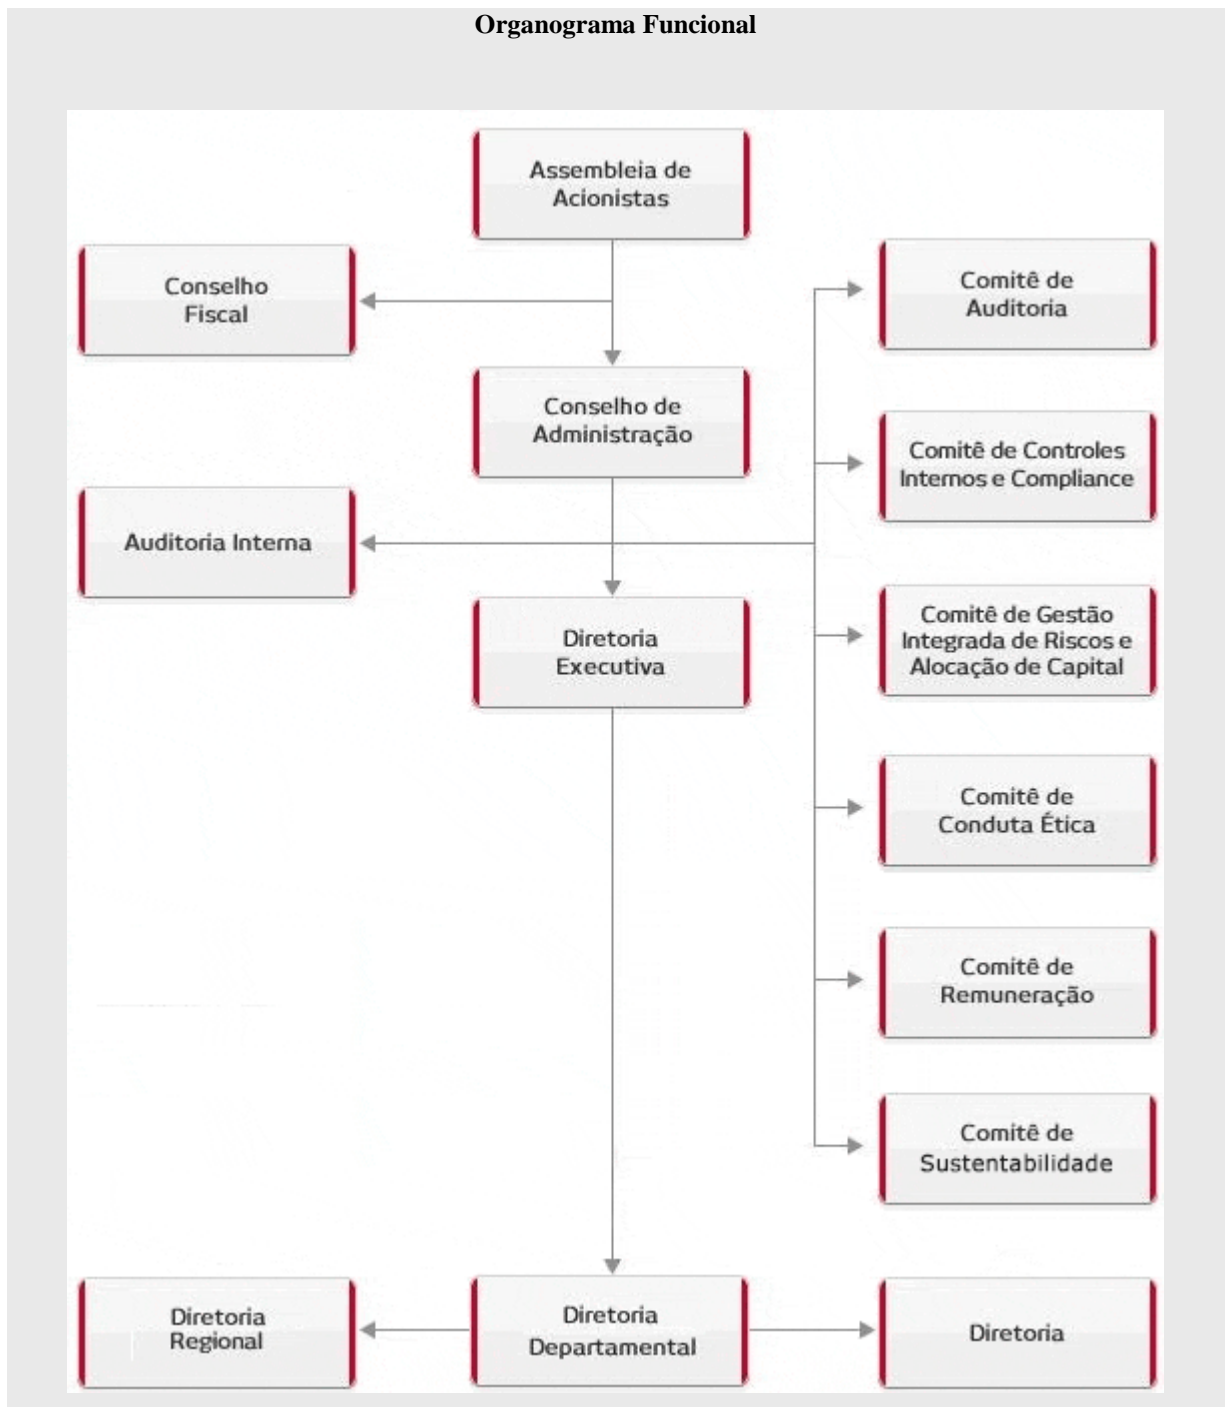 Organograma Funcional
Assembleia de
Acionistas
Conselho
Fiscal
Comitê de
Auditoria
Conselho de
Administração
Comitê de Controles
Internos e Compliance
Auditoria Interna
Diretoria
Executiva
Comitê de Gestão
Integrada de Riscos e
Alocação de Capital
Comitê de
Conduta Ética
Comitê de
Remuneração
Comitê de
Sustentabilidade
Diretoria
Regional
Diretoria
Departamental
Diretoria